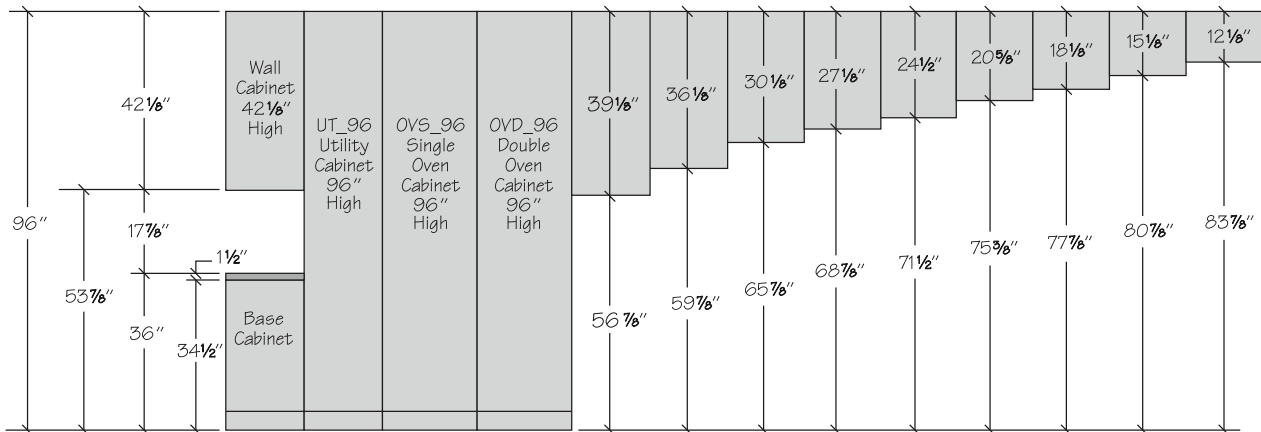 96"
42⅛"
53⅞"
17⅞"
1½"
36"
34½"
Wall
Cabinet
42⅛"
High
Base
Cabinet
UT_96
Utility
Cabinet
96"
High
OVS_96
Single
Oven
Cabinet
96"
High
OVD_96
Double
Oven
Cabinet
96"
High
39⅛"
36⅛"
30⅛"
27⅛"
24½"
20⅝"
18⅛"
15⅛"
12⅛"
56 ⅞"
59⅞"
65⅞"
68⅞"
71½"
75⅜"
77⅞"
80⅞"
83⅞"